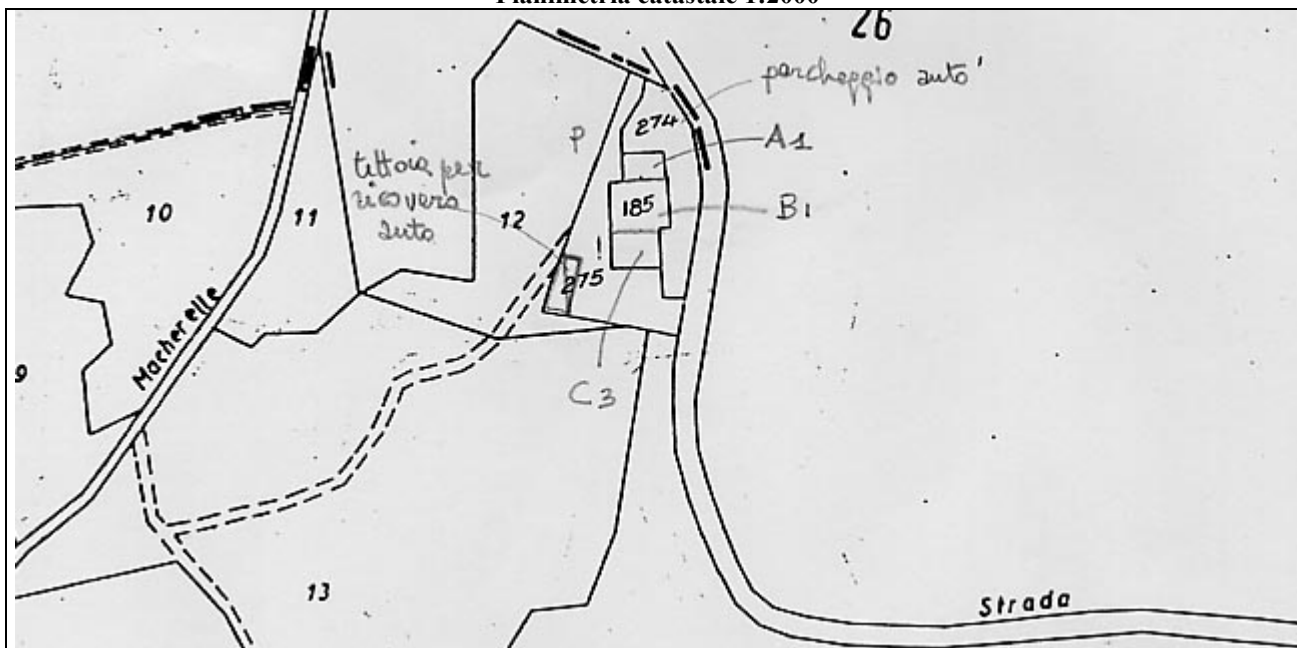 Planimetria catastale 1:2000
26
parcheggio auto'
274
A1
P
tettoia per
ricovero
auto
10
11
12
185
B1
275
9
Macherelle
C3
13
Strada